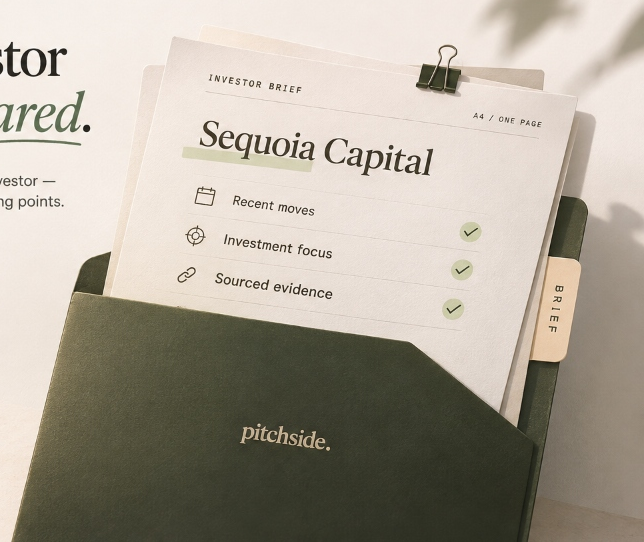 stor
ared.
vestor —
ng points.
INVESTOR BRIEF
A4 / ONE PAGE
Sequoia Capital
Recent moves
Investment focus
Sourced evidence
BRIEF
pitchside.